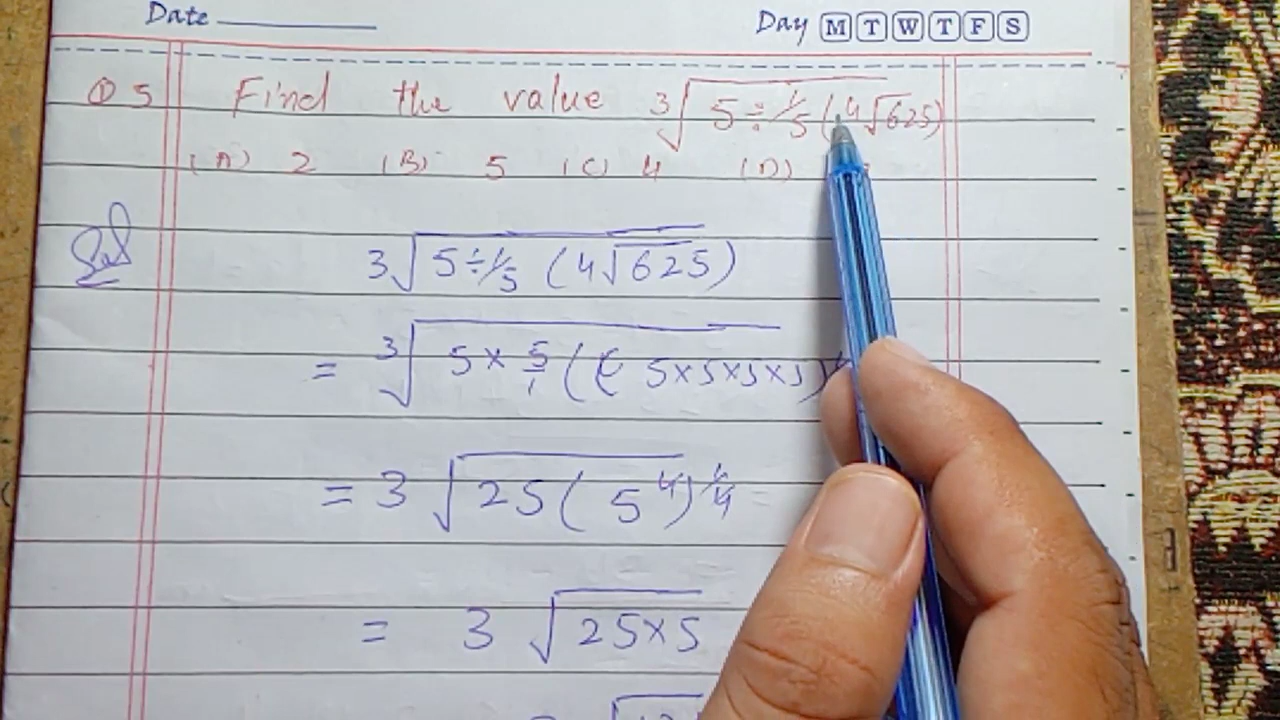 Date
Day M T W T F S
Q 5 Find the value ³√5 ÷ 1/5 (⁴√625)
(A) 2 (B) 5 (C) 4 (D)
Sol
3√5 ÷ 1/5 (4√625)
= ³√5 × 5/1 ((5×5×5×5)
= 3 √25 (5⁴)^1/4
= 3 √25×5